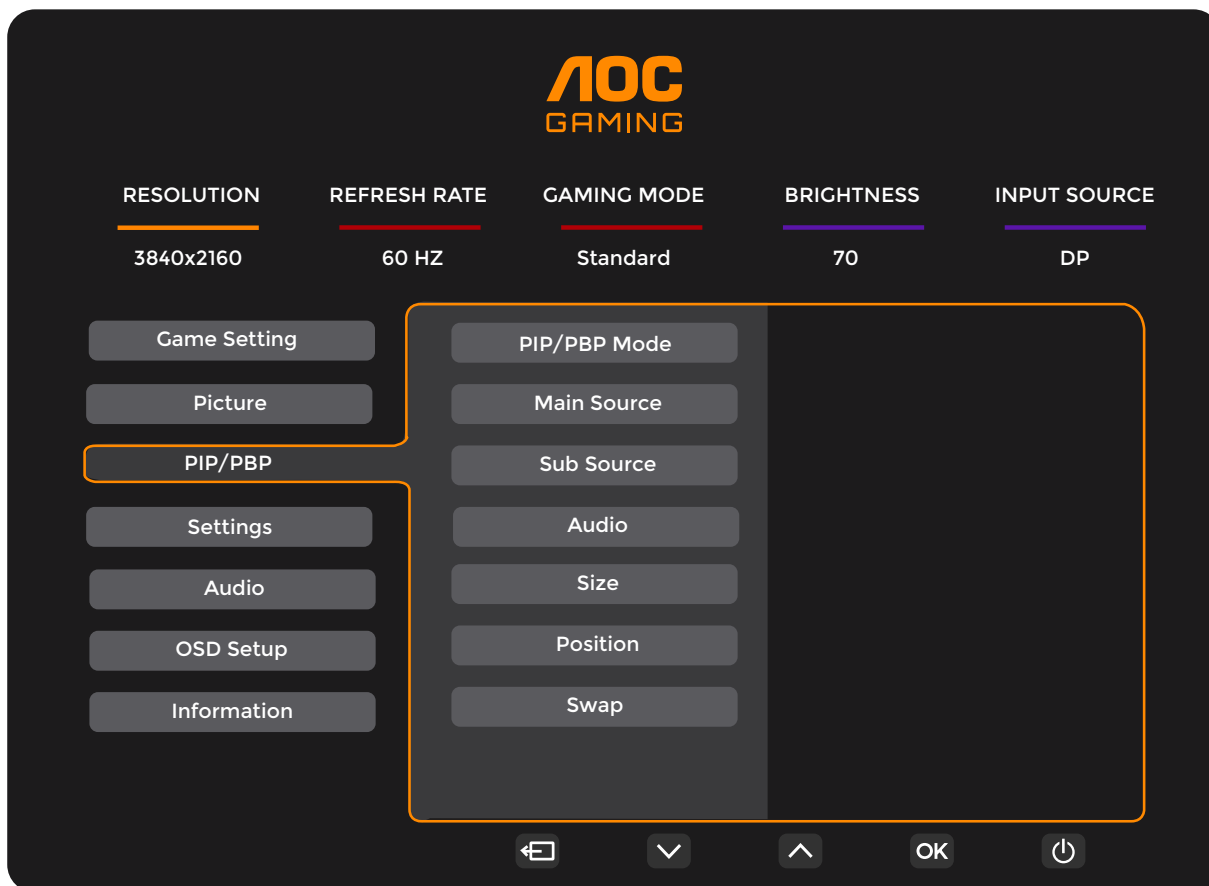 AOC
GAMING
RESOLUTION REFRESH RATE GAMING MODE BRIGHTNESS INPUT SOURCE
3840x2160 60 HZ Standard 70 DP
Game Setting
Picture
PIP/PBP
Settings
Audio
OSD Setup
Information
PIP/PBP Mode
Main Source
Sub Source
Audio
Size
Position
Swap
OK